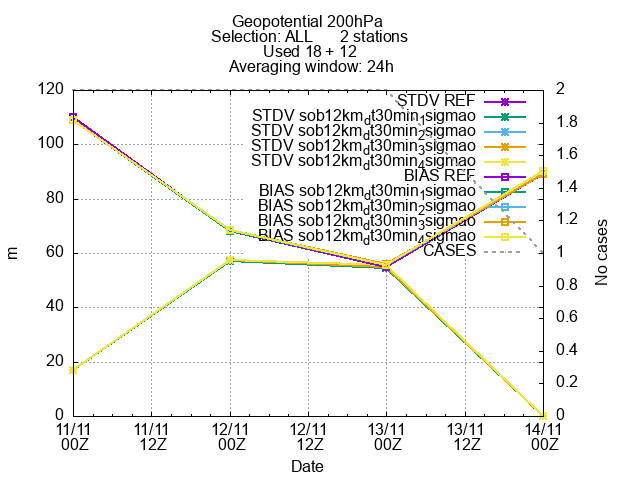 Geopotential 200hPa
Selection: ALL      2 stations
Used 18 + 12
Averaging window: 24h
120 2
STDV REF
STDV sob12km_dt30min_1sigmao
STDV sob12km_dt30min_2sigmao
STDV sob12km_dt30min_3sigmao
STDV sob12km_dt30min_4sigmao
BIAS REF
BIAS sob12km_dt30min_1sigmao
BIAS sob12km_dt30min_2sigmao
BIAS sob12km_dt30min_3sigmao
BIAS sob12km_dt30min_4sigmao
CASES
100
80
60
40
20
0
m
1.8
1.6
1.4
1.2
1
0.8
0.6
0.4
0.2
0
No cases
11/11 11/11 12/11 12/11 13/11 13/11 14/11
00Z 12Z 00Z 12Z 00Z 12Z 00Z
Date